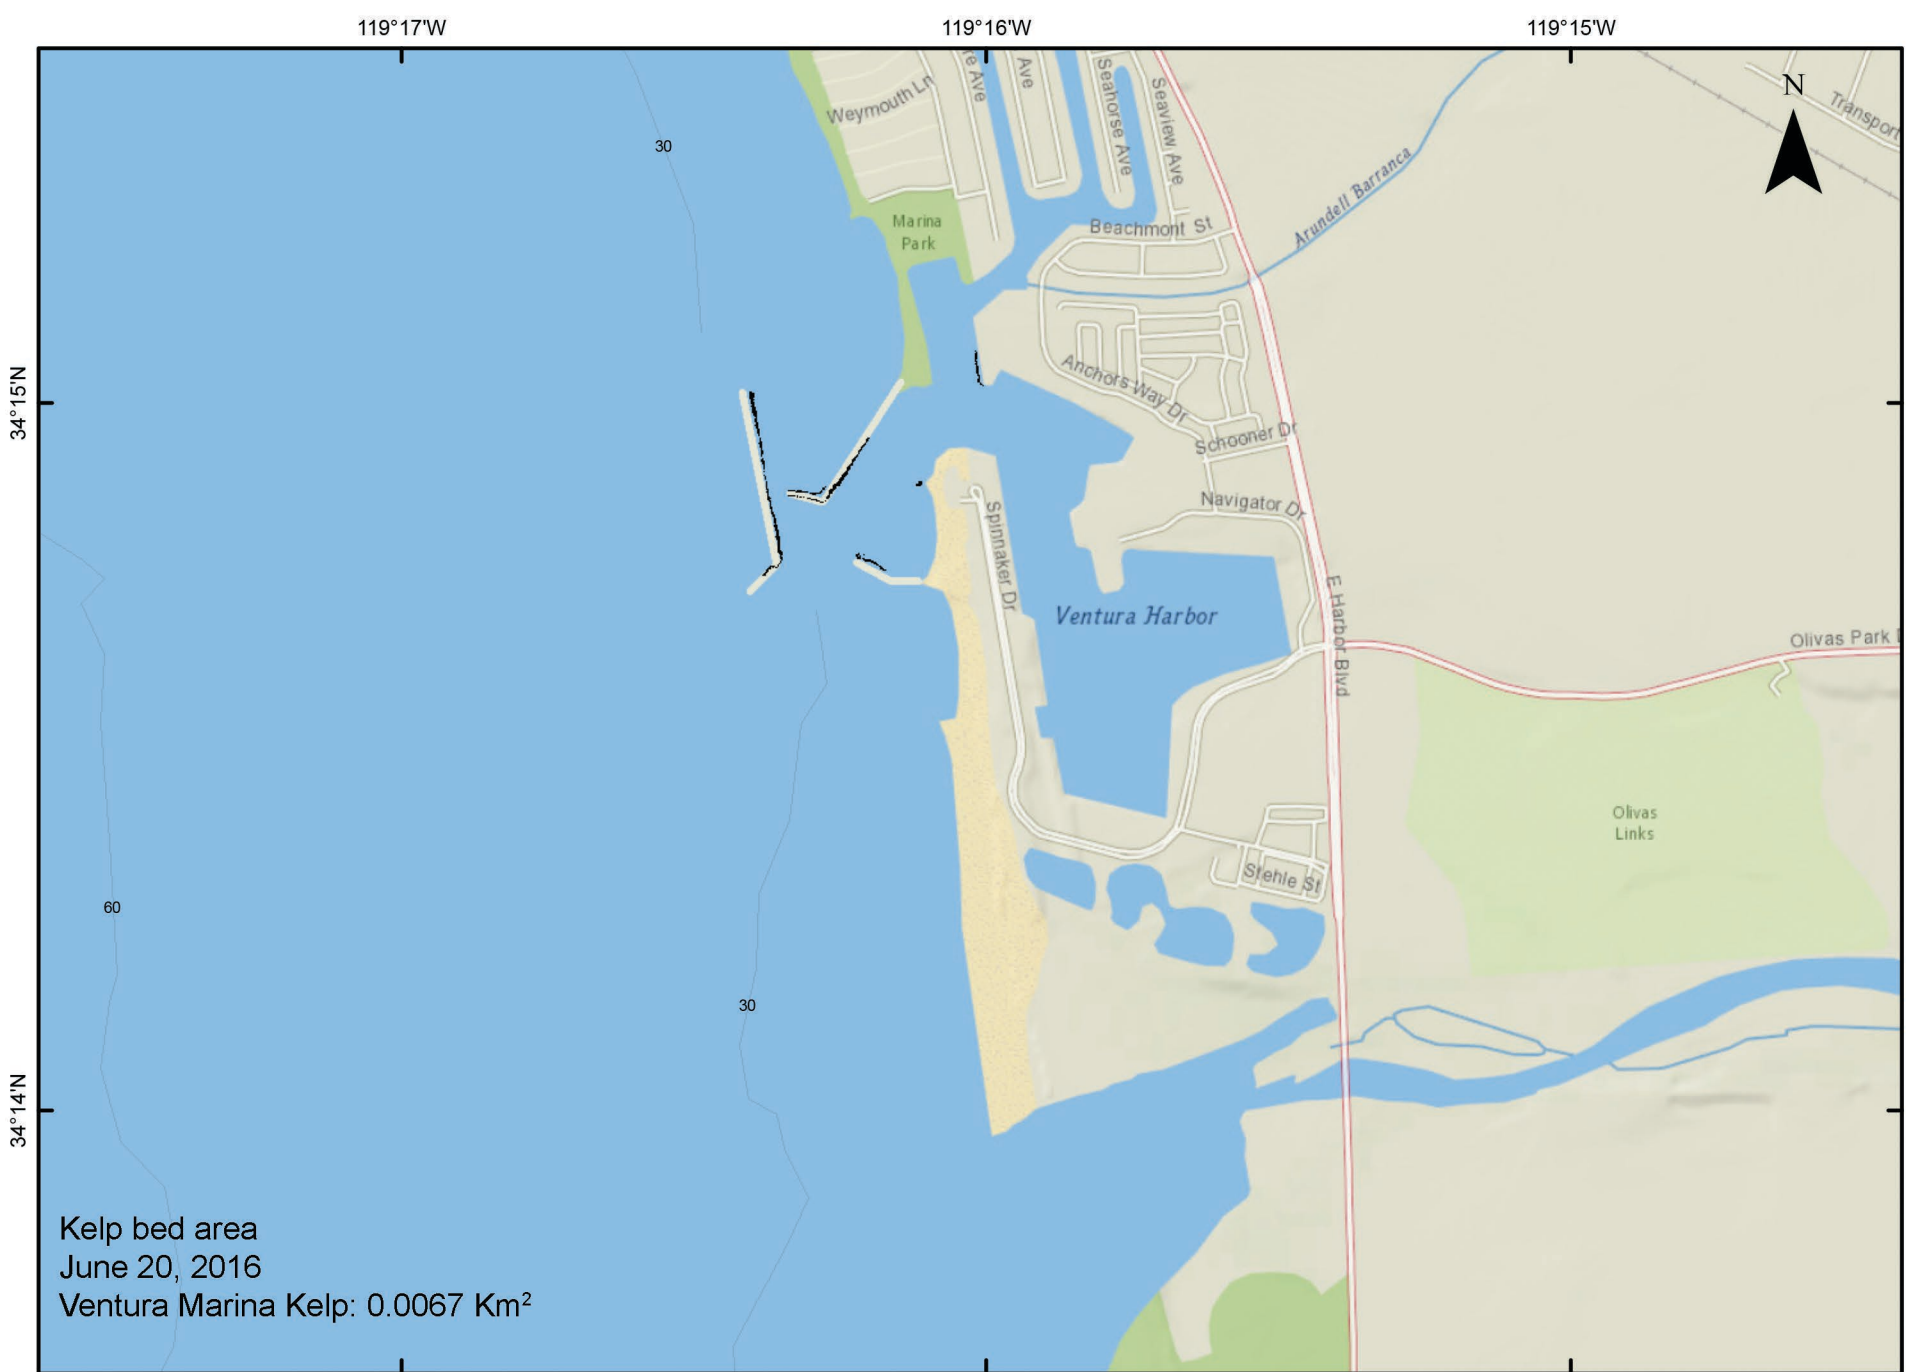 119°17'W
119°16'W
119°15'W
N
Weymouth Ln
re Ave
Ave
Seahorse Ave
Seaview Ave
Transport
30
Arundell Barranca
Marina
Park
Beachmont St
34°15'N
Anchors Way Dr
Schooner Dr
Navigator Dr
Spinnaker Dr
Ventura Harbor
E Harbor Blvd
Olivas Park
Olivas
Links
Stehle St
60
30
34°14'N
Kelp bed area
June 20, 2016
Ventura Marina Kelp: 0.0067 Km²